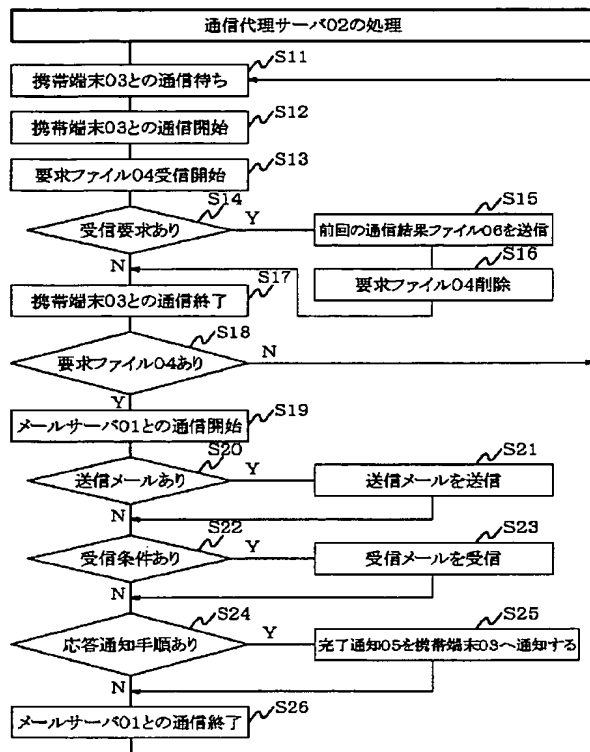 通信代理サーバ02の処理
S11
携帯端末03との通信待ち
S12
携帯端末03との通信開始
S13
要求ファイル04受信開始
S14
受信要求あり
Y
N
S15
前回の通信結果ファイル06を送信
S16
要求ファイル04削除
S17
携帯端末03との通信終了
S18
要求ファイル04あり
N
Y
S19
メールサーバ01との通信開始
S20
送信メールあり
Y
N
S21
送信メールを送信
S22
受信条件あり
Y
N
S23
受信メールを受信
S24
応答通知手順あり
Y
N
S25
完了通知05を携帯端末03へ通知する
S26
メールサーバ01との通信終了